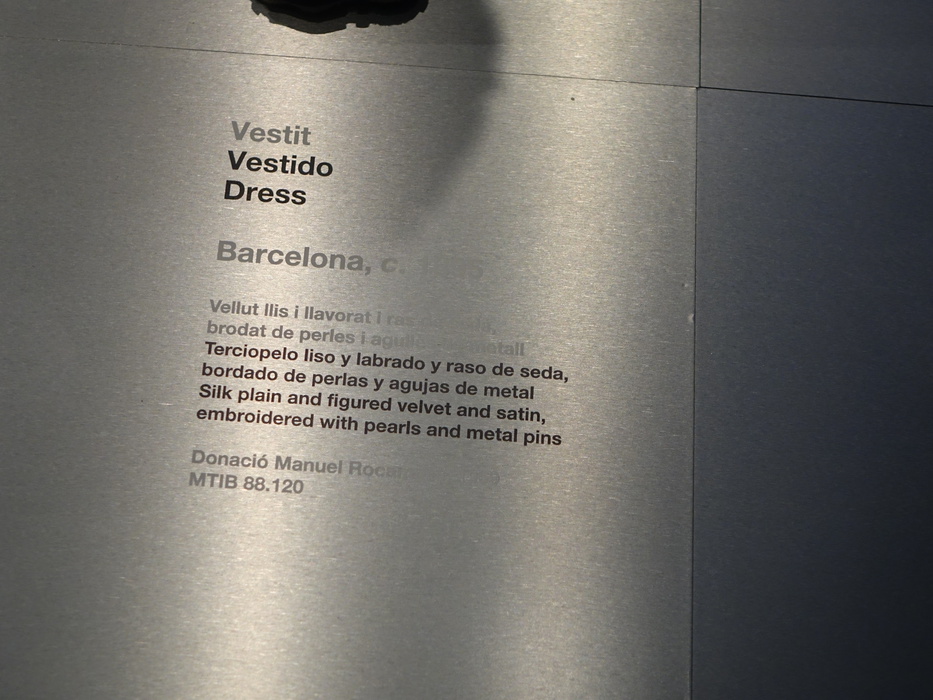 Vestit
Vestido
Dress
Barcelona, c.
Vellut llis i llavorat i ras
brodat de perles i metall
Terciopelo liso y labrado y raso de seda,
bordado de perlas y agujas de metal
Silk plain and figured velvet and satin,
embroidered with pearls and metal pins
Donació Manuel
MTIB 88.120